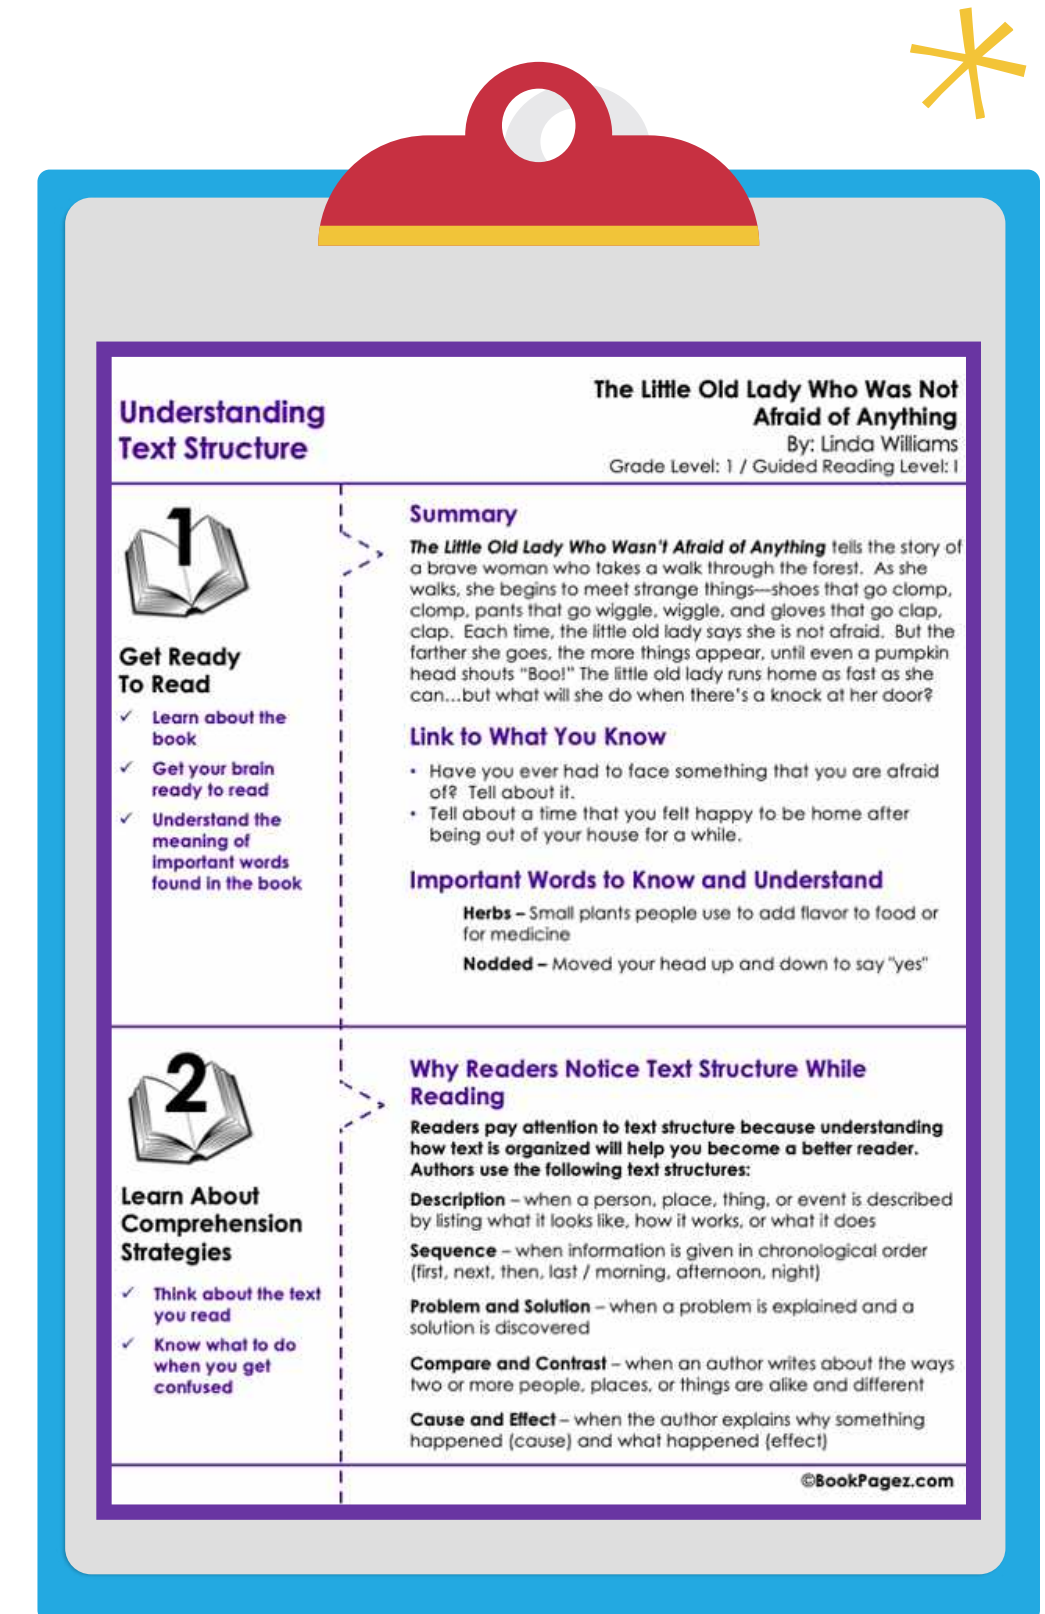 Understanding
Text Structure
The Little Old Lady Who Was Not
Afraid of Anything
By: Linda Williams
Grade Level: 1 / Guided Reading Level: I
1
Get Ready
To Read
✓ Learn about the
book
✓ Get your brain
ready to read
✓ Understand the
meaning of
important words
found in the book
Summary
The Little Old Lady Who Wasn't Afraid of Anything tells the story of
a brave woman who takes a walk through the forest. As she
walks, she begins to meet strange things—shoes that go clomp,
clomp, pants that go wiggle, wiggle, and gloves that go clap,
clap. Each time, the little old lady says she is not afraid. But the
farther she goes, the more things appear, until even a pumpkin
head shouts "Boo!" The little old lady runs home as fast as she
can...but what will she do when there's a knock at her door?
Link to What You Know
• Have you ever had to face something that you are afraid
of? Tell about it.
• Tell about a time that you felt happy to be home after
being out of your house for a while.
Important Words to Know and Understand
Herbs – Small plants people use to add flavor to food or
for medicine
Nodded – Moved your head up and down to say "yes"
2
Learn About
Comprehension
Strategies
✓ Think about the text
you read
✓ Know what to do
when you get
confused
Why Readers Notice Text Structure While
Reading
Readers pay attention to text structure because understanding
how text is organized will help you become a better reader.
Authors use the following text structures:
Description – when a person, place, thing, or event is described
by listing what it looks like, how it works, or what it does
Sequence – when information is given in chronological order
(first, next, then, last / morning, afternoon, night)
Problem and Solution – when a problem is explained and a
solution is discovered
Compare and Contrast – when an author writes about the ways
two or more people, places, or things are alike and different
Cause and Effect – when the author explains why something
happened (cause) and what happened (effect)
©BookPagez.com